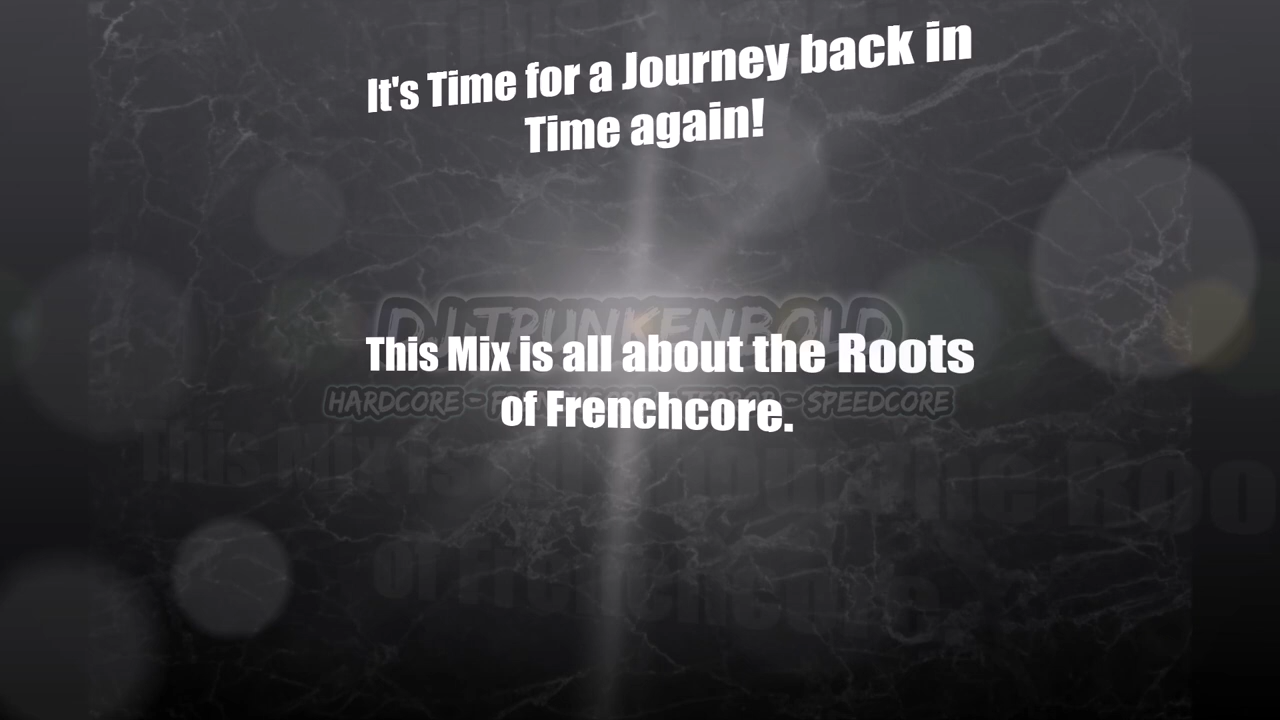 It's Time for a Journey back in
Time again!
DJ TRUNKENBOLD
This Mix is all about the Roots
HARDCORE - - SPEEDCORE
of Frenchcore.